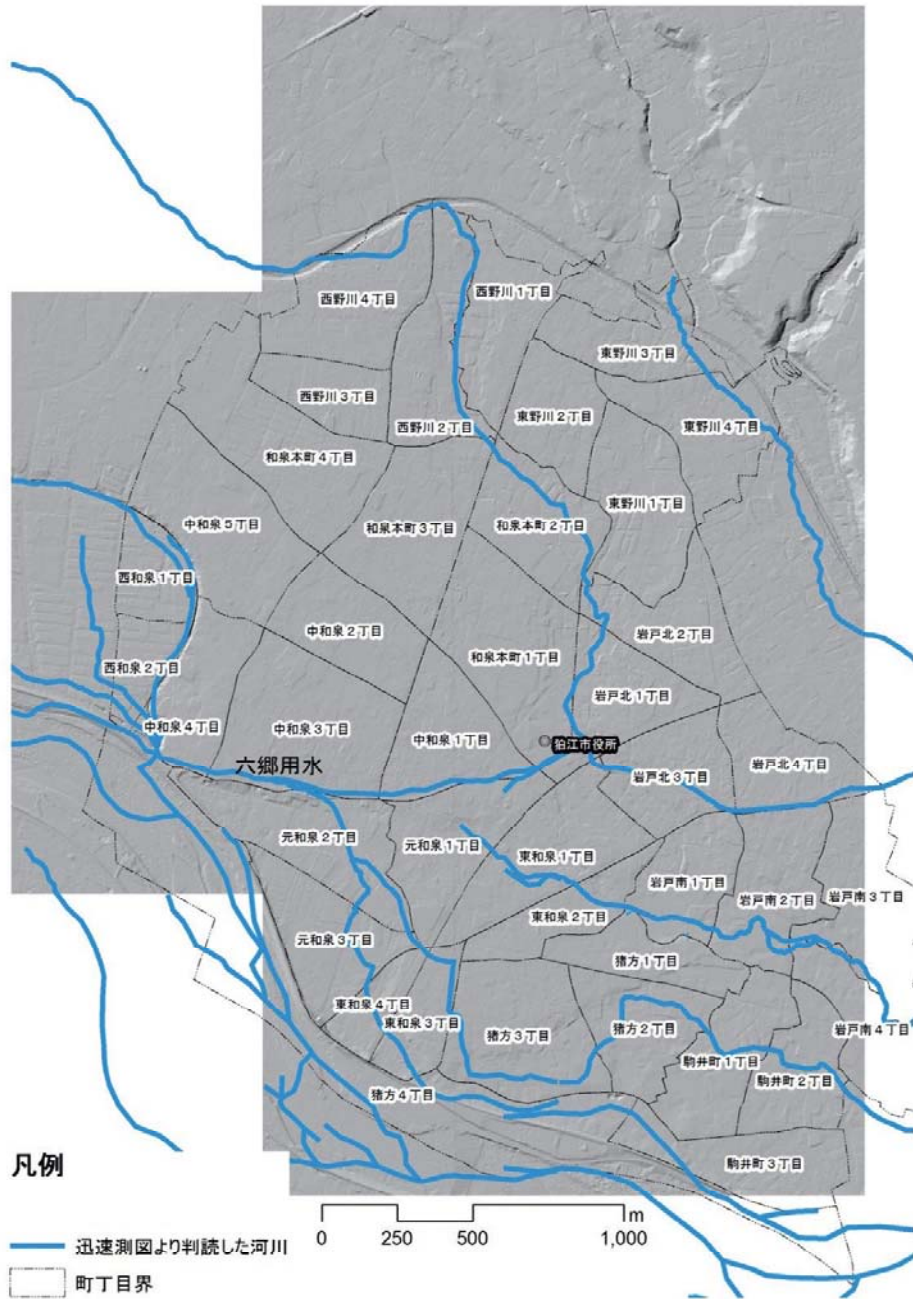 西野川４丁目
西野川１丁目
東野川３丁目
西野川３丁目
東野川２丁目
西野川２丁目
東野川４丁目
和泉本町４丁目
東野川１丁目
中和泉５丁目
和泉本町３丁目
和泉本町２丁目
西和泉１丁目
中和泉２丁目
岩戸北２丁目
和泉本町１丁目
西和泉２丁目
岩戸北１丁目
中和泉４丁目
中和泉３丁目
中和泉１丁目
狛江市役所
六郷用水
岩戸北３丁目
岩戸北４丁目
元和泉２丁目
元和泉１丁目
東和泉１丁目
岩戸南１丁目
岩戸南２丁目
岩戸南３丁目
東和泉２丁目
元和泉３丁目
猪方１丁目
東和泉４丁目
東和泉３丁目
猪方３丁目
猪方２丁目
岩戸南４丁目
駒井町１丁目
駒井町２丁目
猪方４丁目
駒井町３丁目
凡例
迅速測図より判読した河川
町丁目界
m
0 250 500 1,000